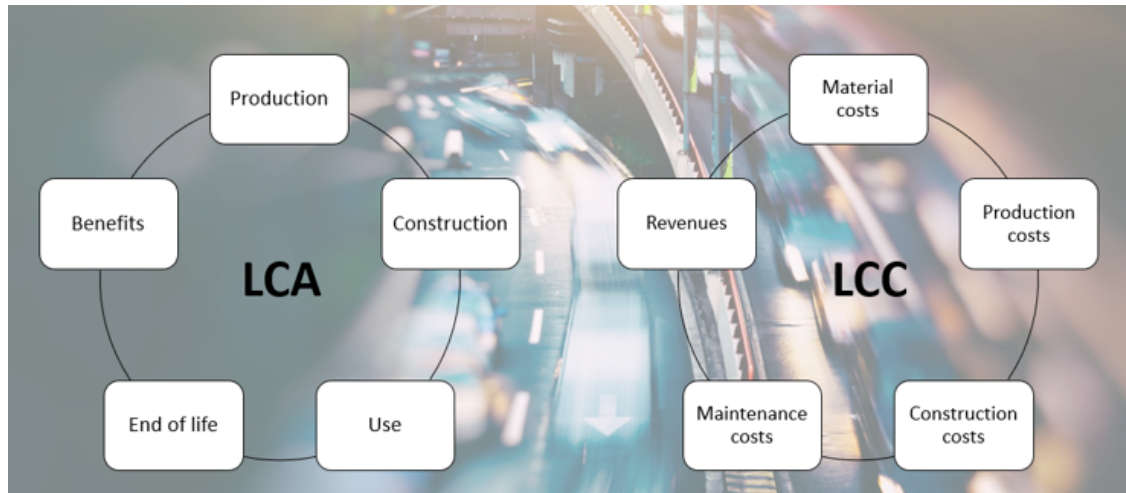 Production
Construction
Use
End of life
Benefits
LCA
Material
costs
Production
costs
Construction
costs
Maintenance
costs
Revenues
LCC